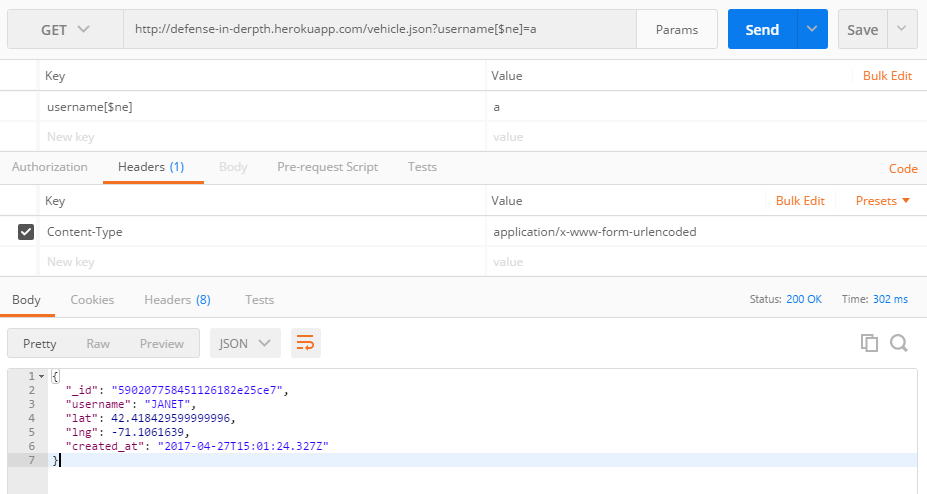 GET http://defense-in-derpth.herokuapp.com/vehicle.json?username[$ne]=a Params Send Save
Key Value Bulk Edit
username[$ne] a
New key value
Authorization Headers (1) Body Pre-request Script Tests Code
Key Value Bulk Edit Presets
Content-Type application/x-www-form-urlencoded
New key value
Body Cookies Headers (8) Tests Status: 200 OK Time: 302 ms
Pretty Raw Preview JSON
1 {
2 "_id": "590207758451126182e25ce7",
3 "username": "JANET",
4 "lat": 42.418429599999996,
5 "lng": -71.1061639,
6 "created_at": "2017-04-27T15:01:24.327Z"
7 }